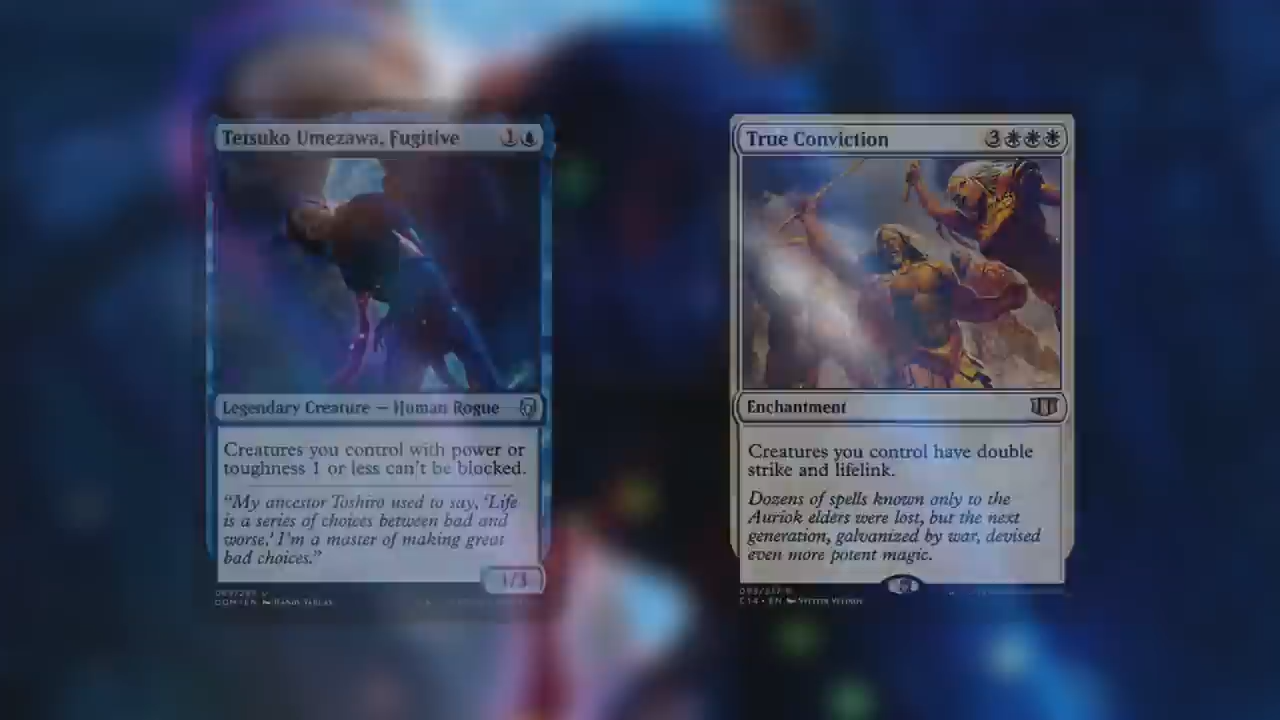 Tetsuko Umezawa, Fugitive 1
Legendary Creature — Human Rogue
Creatures you control with power or
toughness 1 or less can't be blocked.
"My ancestor Toshiro used to say, 'Life
is a series of choices between bad and
worse.' I'm a master of making great
bad choices."
1/3
DOM • EN
True Conviction 3
Enchantment
Creatures you control have double
strike and lifelink.
Dozens of spells known only to the
Auriok elders were lost, but the next
generation, galvanized by war, devised
even more potent magic.
C14 • EN